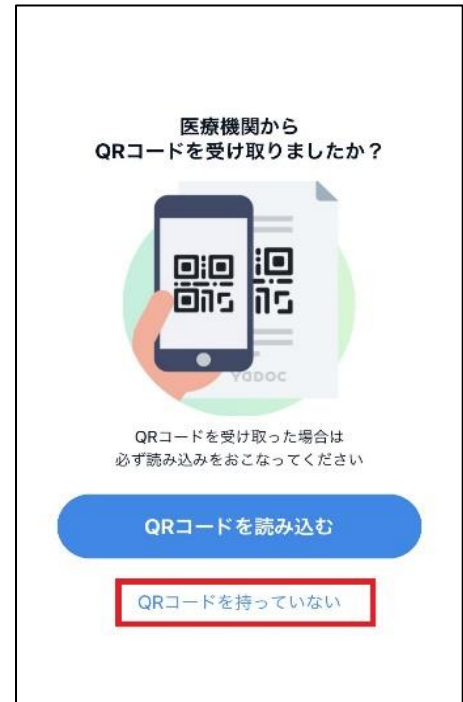 医療機関から
QRコードを受け取りましたか？
YaDOC
QRコードを受け取った場合は
必ず読み込みをおこなってください
QRコードを読み込む
QRコードを持っていない